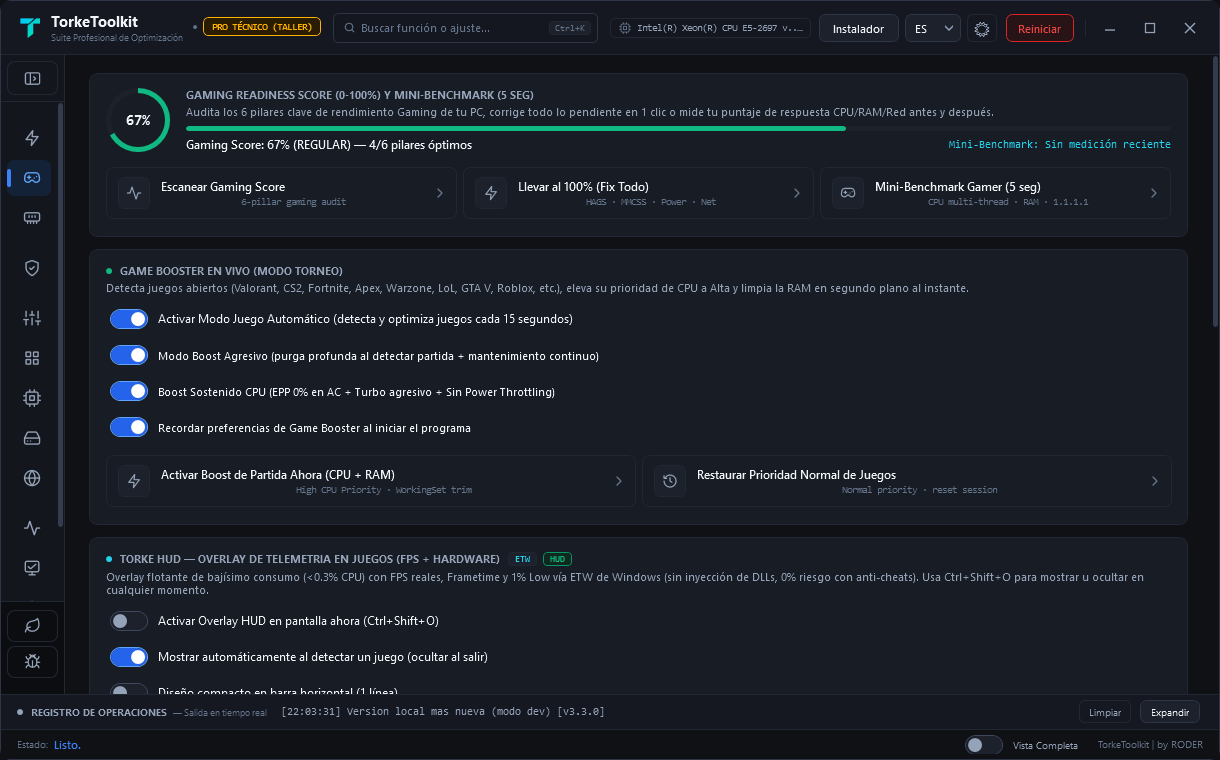 TorkeToolkit
Suite Profesional de Optimización
PRO TÉCNICO (TALLER)
Buscar función o ajuste...
Ctrl+K
Intel(R) Xeon(R) CPU E5-2697 v...
Instalador
ES
Reiniciar
67%
GAMING READINESS SCORE (0-100%) Y MINI-BENCHMARK (5 SEG)
Audita los 6 pilares clave de rendimiento Gaming de tu PC, corrige todo lo pendiente en 1 clic o mide tu puntaje de respuesta CPU/RAM/Red antes y después.
Gaming Score: 67% (REGULAR) — 4/6 pilares óptimos
Mini-Benchmark: Sin medición reciente
Escanear Gaming Score
6-pillar gaming audit
Llevar al 100% (Fix Todo)
HAGS · MMCSS · Power · Net
Mini-Benchmark Gamer (5 seg)
CPU multi-thread · RAM · 1.1.1.1
GAME BOOSTER EN VIVO (MODO TORNEO)
Detecta juegos abiertos (Valorant, CS2, Fortnite, Apex, Warzone, LoL, GTA V, Roblox, etc.), eleva su prioridad de CPU a Alta y limpia la RAM en segundo plano al instante.
Activar Modo Juego Automático (detecta y optimiza juegos cada 15 segundos)
Modo Boost Agresivo (purga profunda al detectar partida + mantenimiento continuo)
Boost Sostenido CPU (EPP 0% en AC + Turbo agresivo + Sin Power Throttling)
Recordar preferencias de Game Booster al iniciar el programa
Activar Boost de Partida Ahora (CPU + RAM)
High CPU Priority · WorkingSet trim
Restaurar Prioridad Normal de Juegos
Normal priority · reset session
TORKE HUD — OVERLAY DE TELEMETRIA EN JUEGOS (FPS + HARDWARE)
ETW
HUD
Overlay flotante de bajísimo consumo (<0.3% CPU) con FPS reales, Frametime y 1% Low vía ETW de Windows (sin inyección de DLLs, 0% riesgo con anti-cheats). Usa Ctrl+Shift+O para mostrar u ocultar en
cualquier momento.
Activar Overlay HUD en pantalla ahora (Ctrl+Shift+O)
Mostrar automáticamente al detectar un juego (ocultar al salir)
Diseño compacto en barra horizontal (1 línea)
REGISTRO DE OPERACIONES
— Salida en tiempo real
[22:03:31] Version local mas nueva (modo dev) [v3.3.0]
Limpiar
Expandir
Estado: Listo.
Vista Completa
TorkeToolkit | by RODER